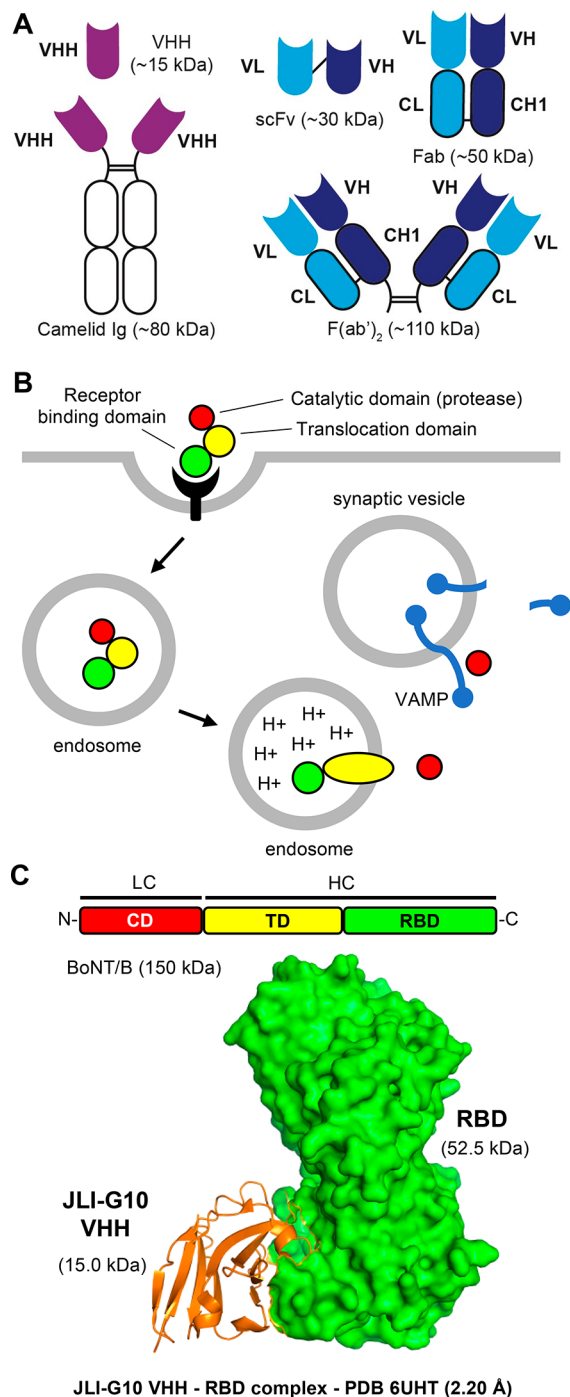 A
VHH
VHH
(~15 kDa)
VHH
VHH
Camelid Ig (~80 kDa)
VL
VH
scFv (~30 kDa)
VL
VH
CL
CH1
Fab (~50 kDa)
VH
VH
VL
CH1
VL
CL
CL
F(ab')₂ (~110 kDa)
B
Receptor
binding domain
Catalytic domain (protease)
Translocation domain
synaptic vesicle
VAMP
endosome
H+
H+
H+
H+
H+
H+
endosome
C
LC
HC
N-
CD
TD
RBD
-C
BoNT/B (150 kDa)
RBD
(52.5 kDa)
JLI-G10
VHH
(15.0 kDa)
JLI-G10 VHH - RBD complex - PDB 6UHT (2.20 Å)